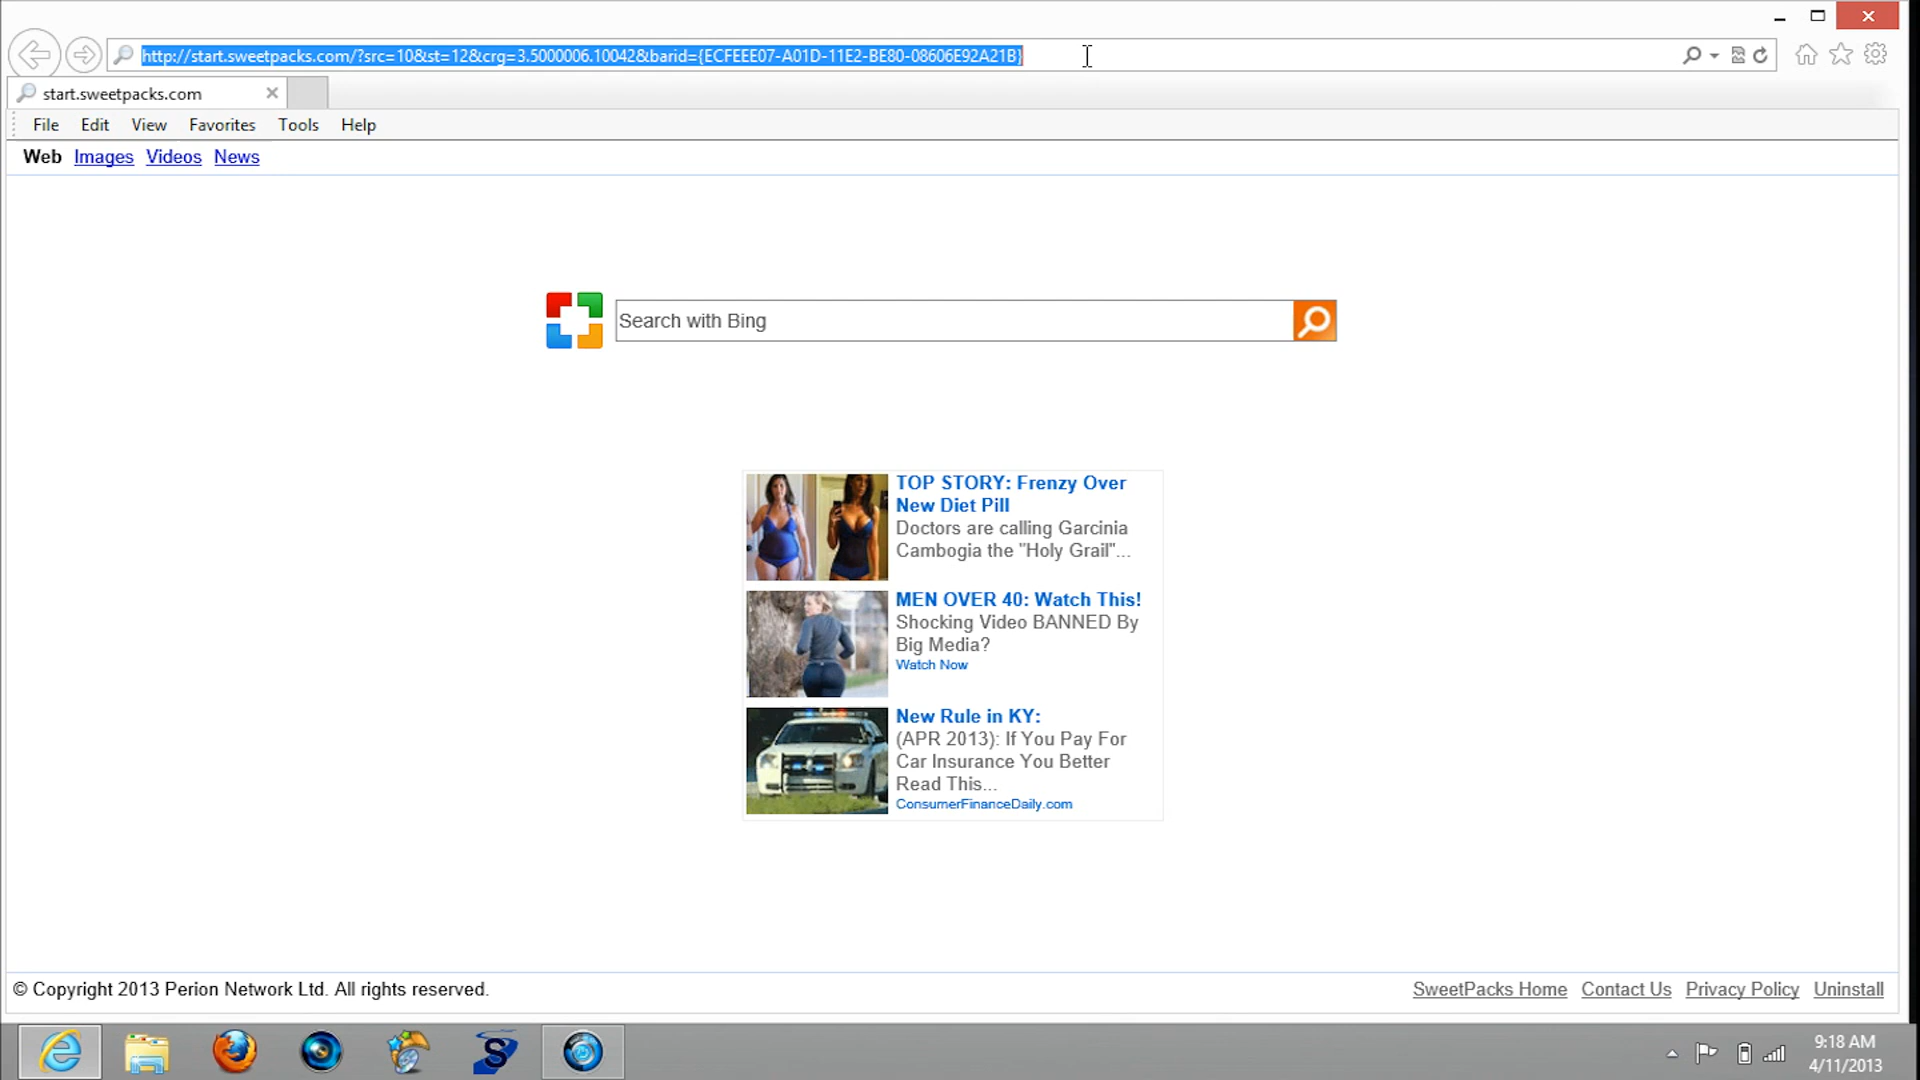 http://start.sweetpacks.com/?src=10&st=12&crg=3.5000006.10042&barid={ECFEEE07-A01D-11E2-BE80-08606E92A21B}
start.sweetpacks.com
File Edit View Favorites Tools Help
Web Images Videos News
Search with Bing
TOP STORY: Frenzy Over
New Diet Pill
Doctors are calling Garcinia
Cambogia the "Holy Grail"...
MEN OVER 40: Watch This!
Shocking Video BANNED By
Big Media?
Watch Now
New Rule in KY:
(APR 2013): If You Pay For
Car Insurance You Better
Read This...
ConsumerFinanceDaily.com
© Copyright 2013 Perion Network Ltd. All rights reserved.
SweetPacks Home Contact Us Privacy Policy Uninstall
9:18 AM
4/11/2013